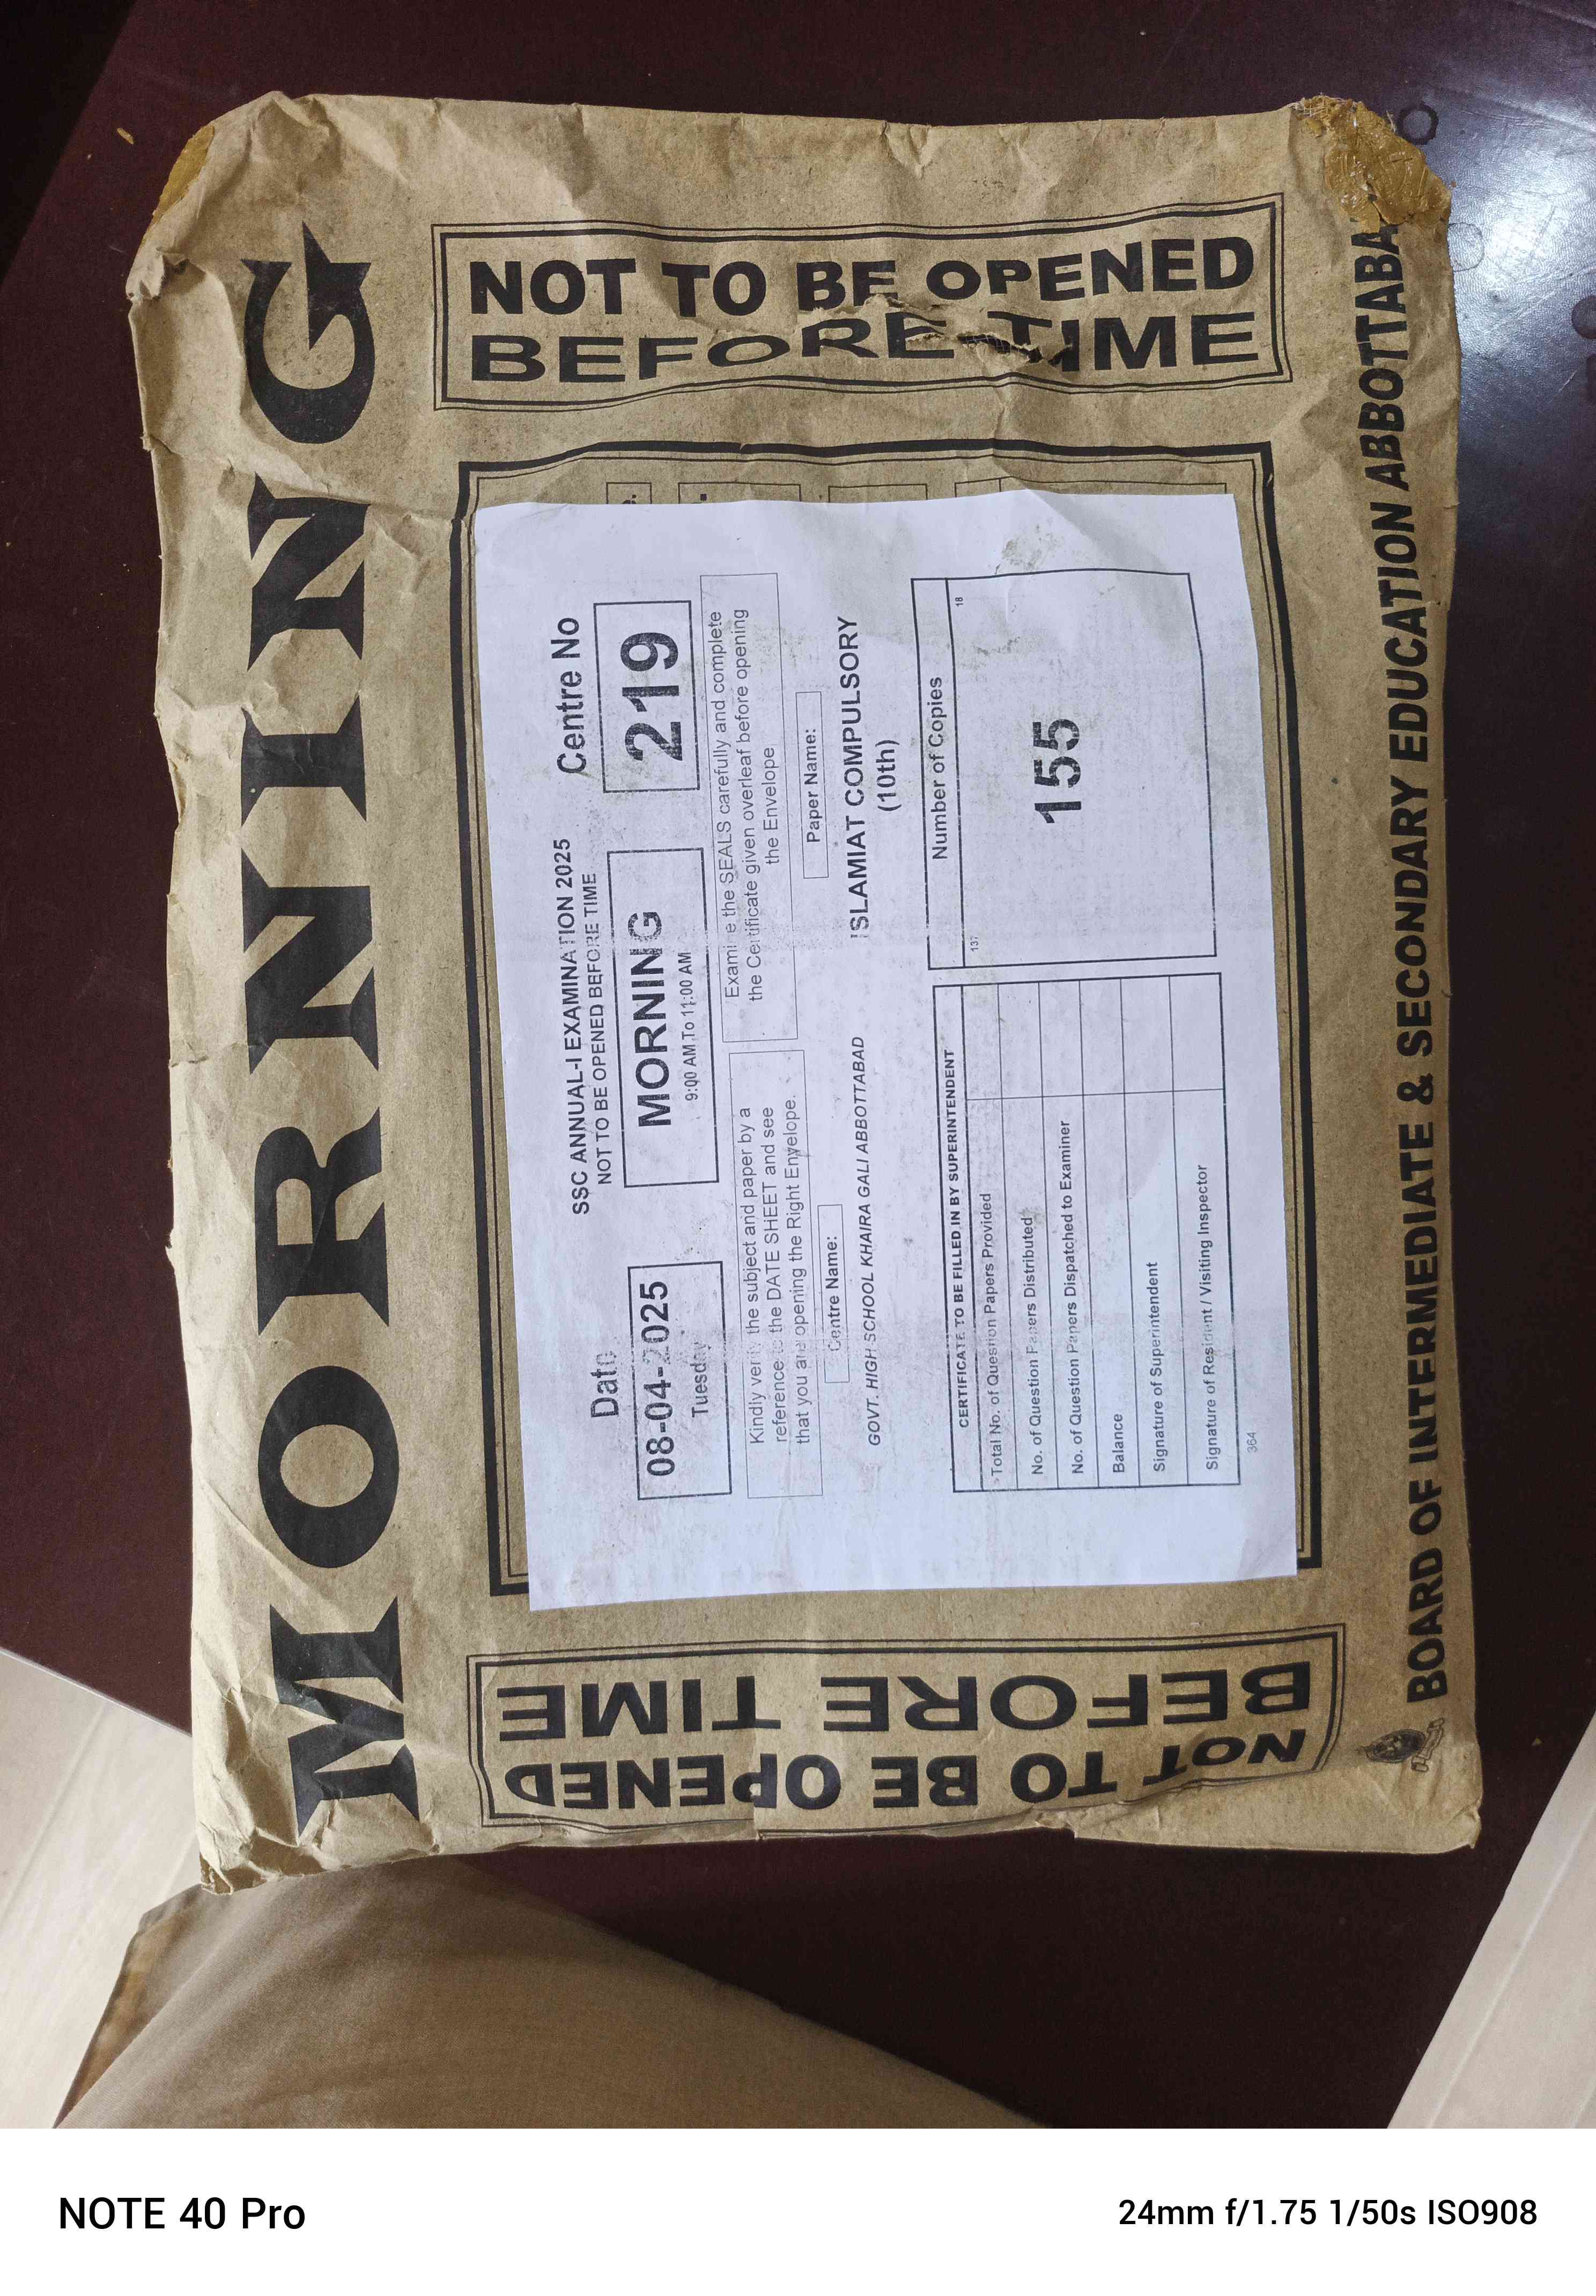 MORNING
NOT TO BE OPENED
BEFORE TIME
SSC ANNUAL-I EXAMINATION 2025
NOT TO BE OPENED BEFORE TIME
Date
08-04-2025
Tuesday
MORNING
9:00 AM To 11:00 AM
Centre No
219
Kindly verify the subject and paper by a
reference to the DATE SHEET and see
that you are opening the Right Envelope.
Examine the SEALS carefully and complete
the Certificate given overleaf before opening
the Envelope
Centre Name:
GOVT. HIGH SCHOOL KHAIRA GALI ABBOTTABAD
Paper Name:
ISLAMIAT COMPULSORY
(10th)
CERTIFICATE TO BE FILLED IN BY SUPERINTENDENT
Total No. of Question Papers Provided
No. of Question Papers Distributed
No. of Question Papers Dispatched to Examiner
Balance
Signature of Superintendent
Signature of Resident / Visiting Inspector
364
Number of Copies
137
18
155
NOT TO BE OPENED
BEFORE TIME
BOARD OF INTERMEDIATE & SECONDARY EDUCATION ABBOTTABA
NOTE 40 Pro
24mm f/1.75 1/50s ISO908